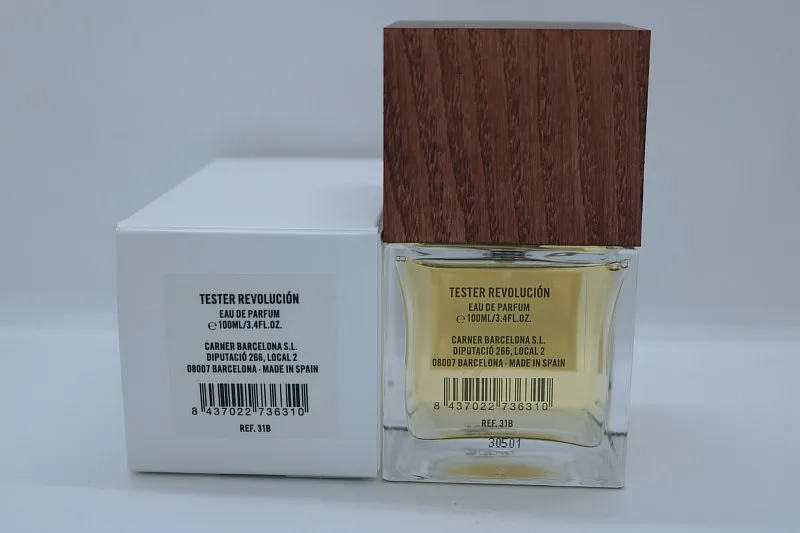 TESTER REVOLUCIÓN
EAU DE PARFUM
℮100ML/3.4FL.OZ.
CARNER BARCELONA S.L.
DIPUTACIÓ 266, LOCAL 2
08007 BARCELONA · MADE IN SPAIN
8 437022 736310
REF. 31B
TESTER REVOLUCIÓN
EAU DE PARFUM
℮100ML/3.4FL.OZ.
CARNER BARCELONA S.L.
DIPUTACIÓ 266, LOCAL 2
08007 BARCELONA · MADE IN SPAIN
8 437022 736310
REF. 31B
30501